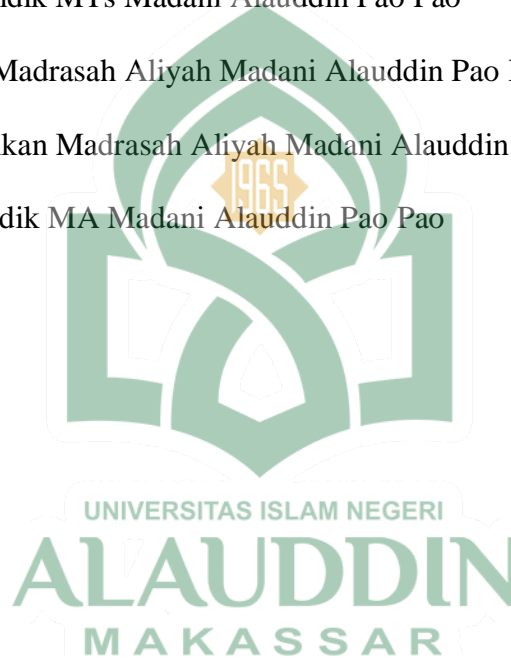 dik MTs Madani Alauddin Pao Pao
Madrasah Aliyah Madani Alauddin Pao
kan Madrasah Aliyah Madani Alauddin
dik MA Madani Alauddin Pao Pao
1965
UNIVERSITAS ISLAM NEGERI
ALAUDDIN
MAKASSAR